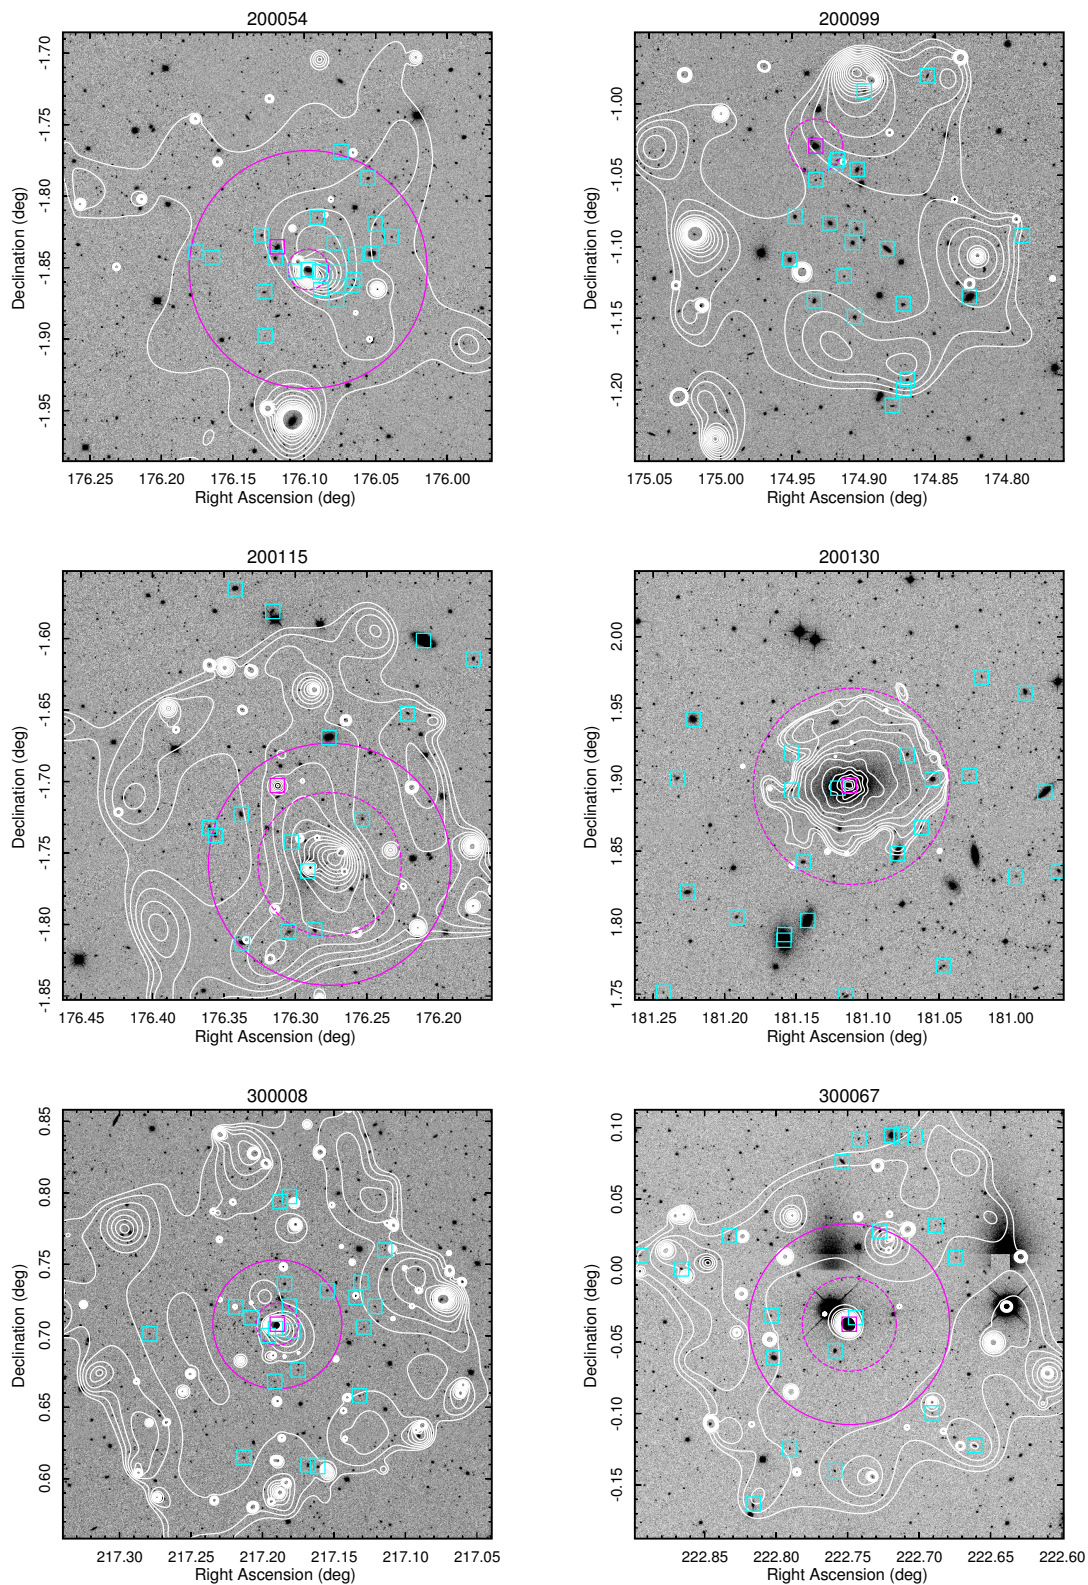 200054
200099
-1.70
-1.75
-1.80
-1.85
-1.90
-1.95
Declination (deg)
176.25 176.20 176.15 176.10 176.05 176.00
Right Ascension (deg)
-1.00
-1.05
-1.10
-1.15
-1.20
Declination (deg)
175.05 175.00 174.95 174.90 174.85 174.80
Right Ascension (deg)
200115
200130
-1.60
-1.65
-1.70
-1.75
-1.80
-1.85
Declination (deg)
176.45 176.40 176.35 176.30 176.25 176.20
Right Ascension (deg)
2.00
1.95
1.90
1.85
1.80
1.75
Declination (deg)
181.25 181.20 181.15 181.10 181.05 181.00
Right Ascension (deg)
300008
300067
0.85
0.80
0.75
0.70
0.65
0.60
Declination (deg)
217.30 217.25 217.20 217.15 217.10 217.05
Right Ascension (deg)
0.10
0.05
0.00
-0.05
-0.10
-0.15
Declination (deg)
222.85 222.80 222.75 222.70 222.65 222.60
Right Ascension (deg)